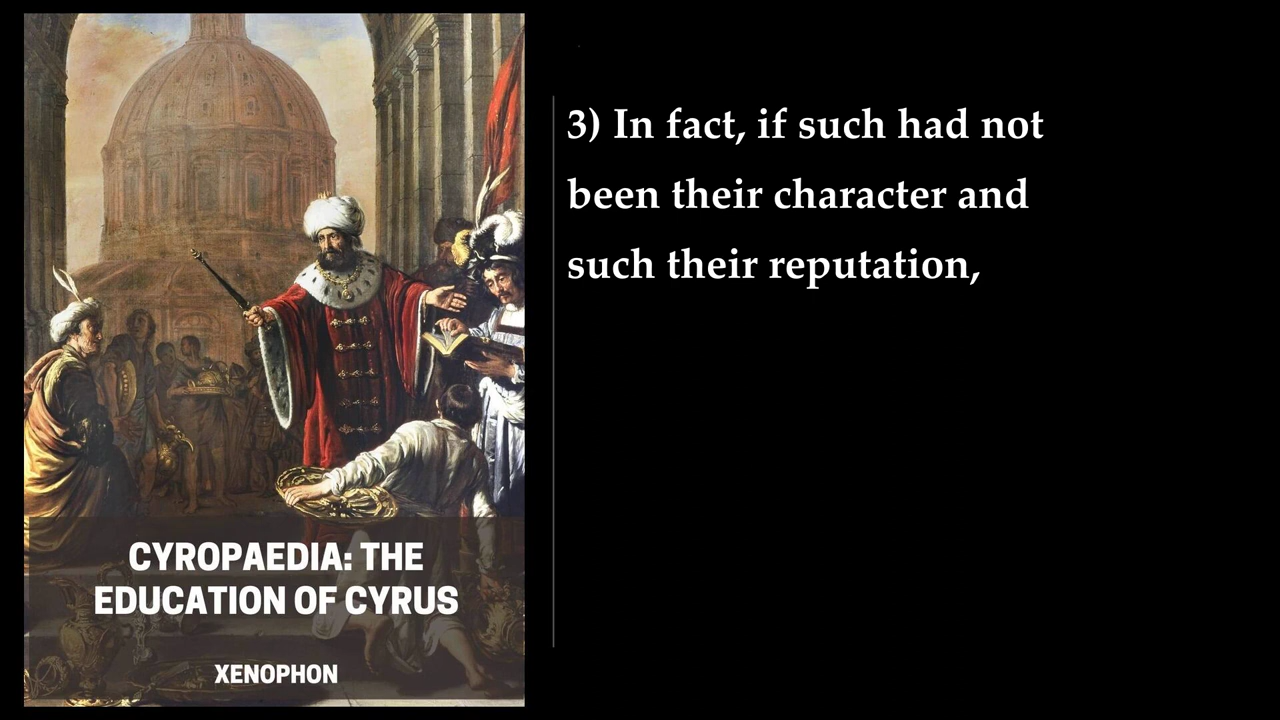 3) In fact, if such had not
been their character and
such their reputation,
CYROPAEDIA: THE
EDUCATION OF CYRUS
XENOPHON